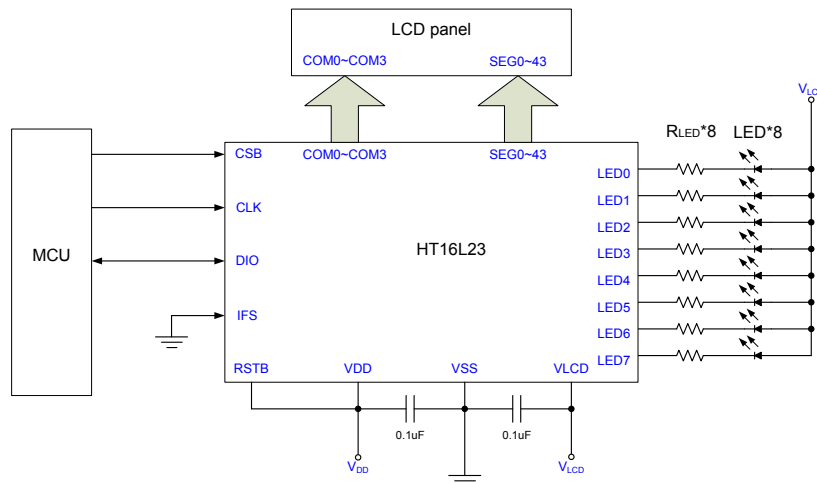 LCD panel
COM0~COM3 SEG0~43
VLC
RLED*8 LED*8
CSB COM0~COM3 SEG0~43
LED0
LED1
CLK
LED2
MCU HT16L23 LED3
DIO
LED4
LED5
IFS
LED6
LED7
RSTB VDD VSS VLCD
0.1uF 0.1uF
VDD VLCD